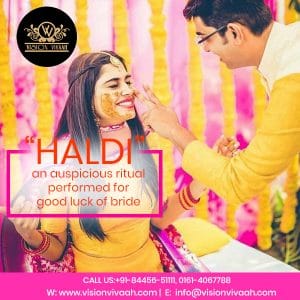 VISION VIVAAH
"HALDI"
an auspicious ritual
performed for
good luck of bride
CALL US:+91-84456-51111, 0161-4067788
W: www.visionvivaah.com | E: info@visionvivaah.com